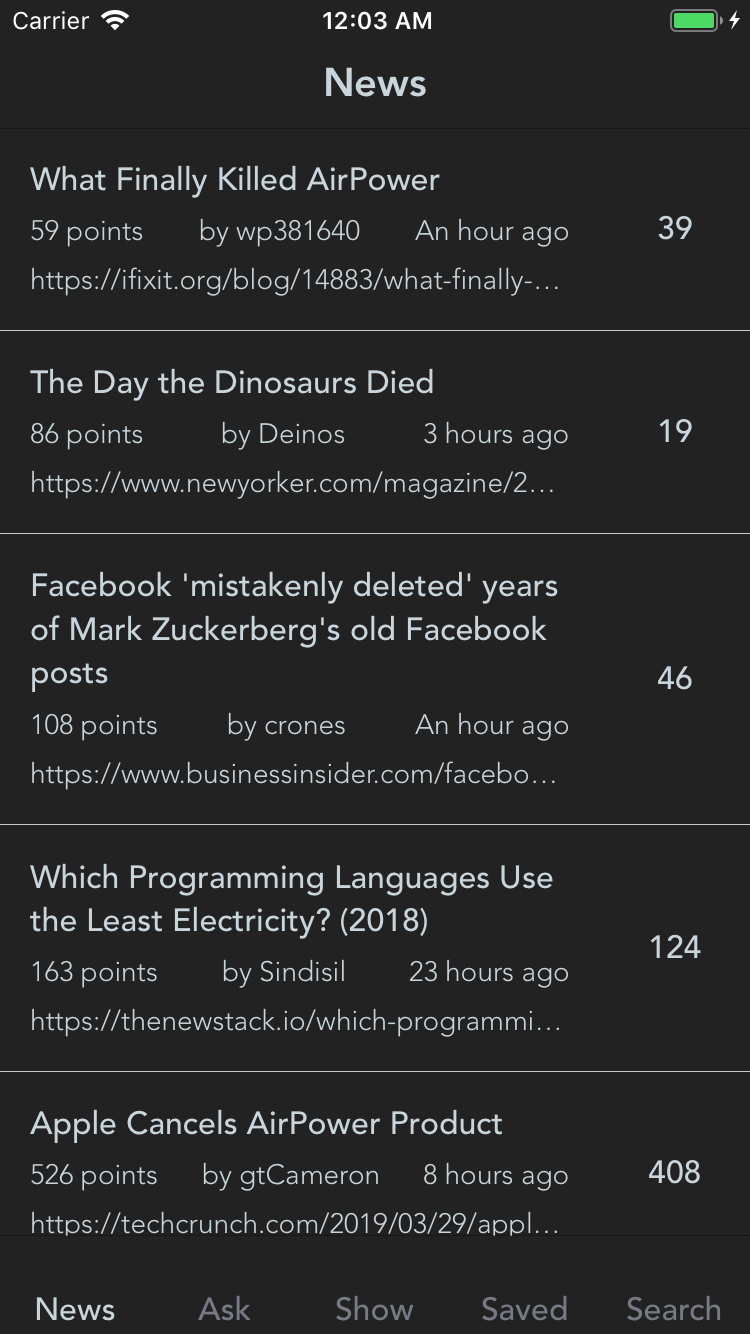 Carrier 12:03 AM
News
What Finally Killed AirPower
59 points by wp381640 An hour ago 39
https://ifixit.org/blog/14883/what-finally-…
The Day the Dinosaurs Died
86 points by Deinos 3 hours ago 19
https://www.newyorker.com/magazine/2…
Facebook 'mistakenly deleted' years
of Mark Zuckerberg's old Facebook
posts
46
108 points by crones An hour ago
https://www.businessinsider.com/facebo…
Which Programming Languages Use
the Least Electricity? (2018)
124
163 points by Sindisil 23 hours ago
https://thenewstack.io/which-programmi…
Apple Cancels AirPower Product
526 points by gtCameron 8 hours ago 408
https://techcrunch.com/2019/03/29/appl…
News Ask Show Saved Search